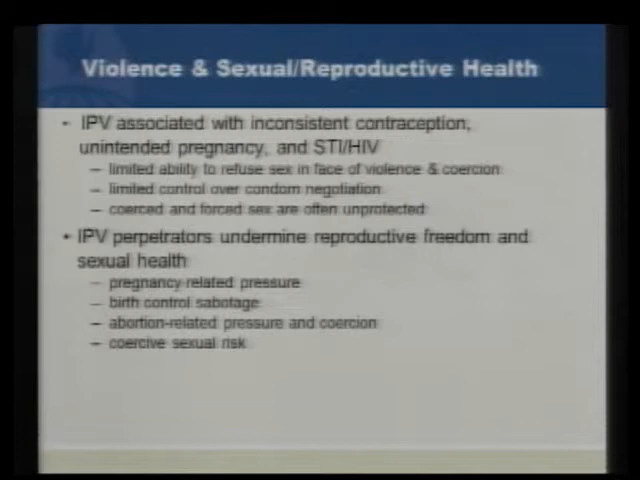 Violence & Sexual/Reproductive Health
- IPV associated with inconsistent contraception,
unintended pregnancy, and STI/HIV
– limited ability to refuse sex in face of violence & coercion
– limited control over condom negotiation
– coerced and forced sex are often unprotected
• IPV perpetrators undermine reproductive freedom and
sexual health
– pregnancy-related pressure
– birth control sabotage
– abortion-related pressure and coercion
– coercive sexual risk